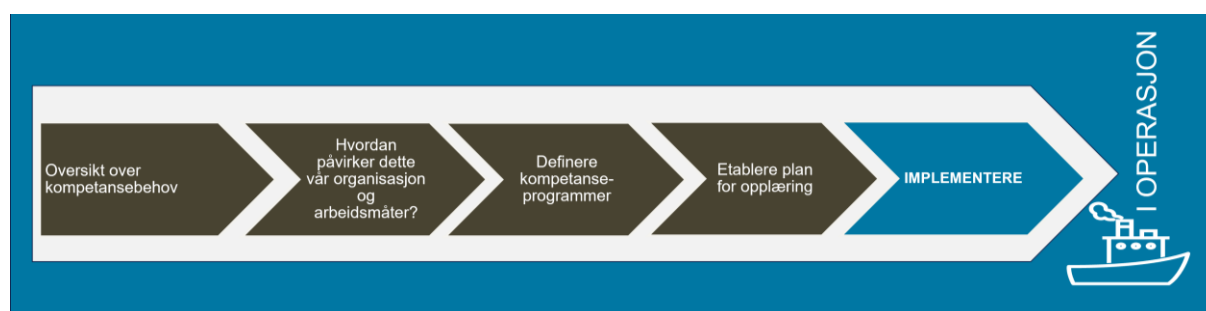 Oversikt over
kompetansebehov
Hvordan
påvirker dette
vår organisasjon
og
arbeidsmåter?
Definere
kompetanse-
programmer
Etablere plan
for opplæring
IMPLEMENTERE
I OPERASJON